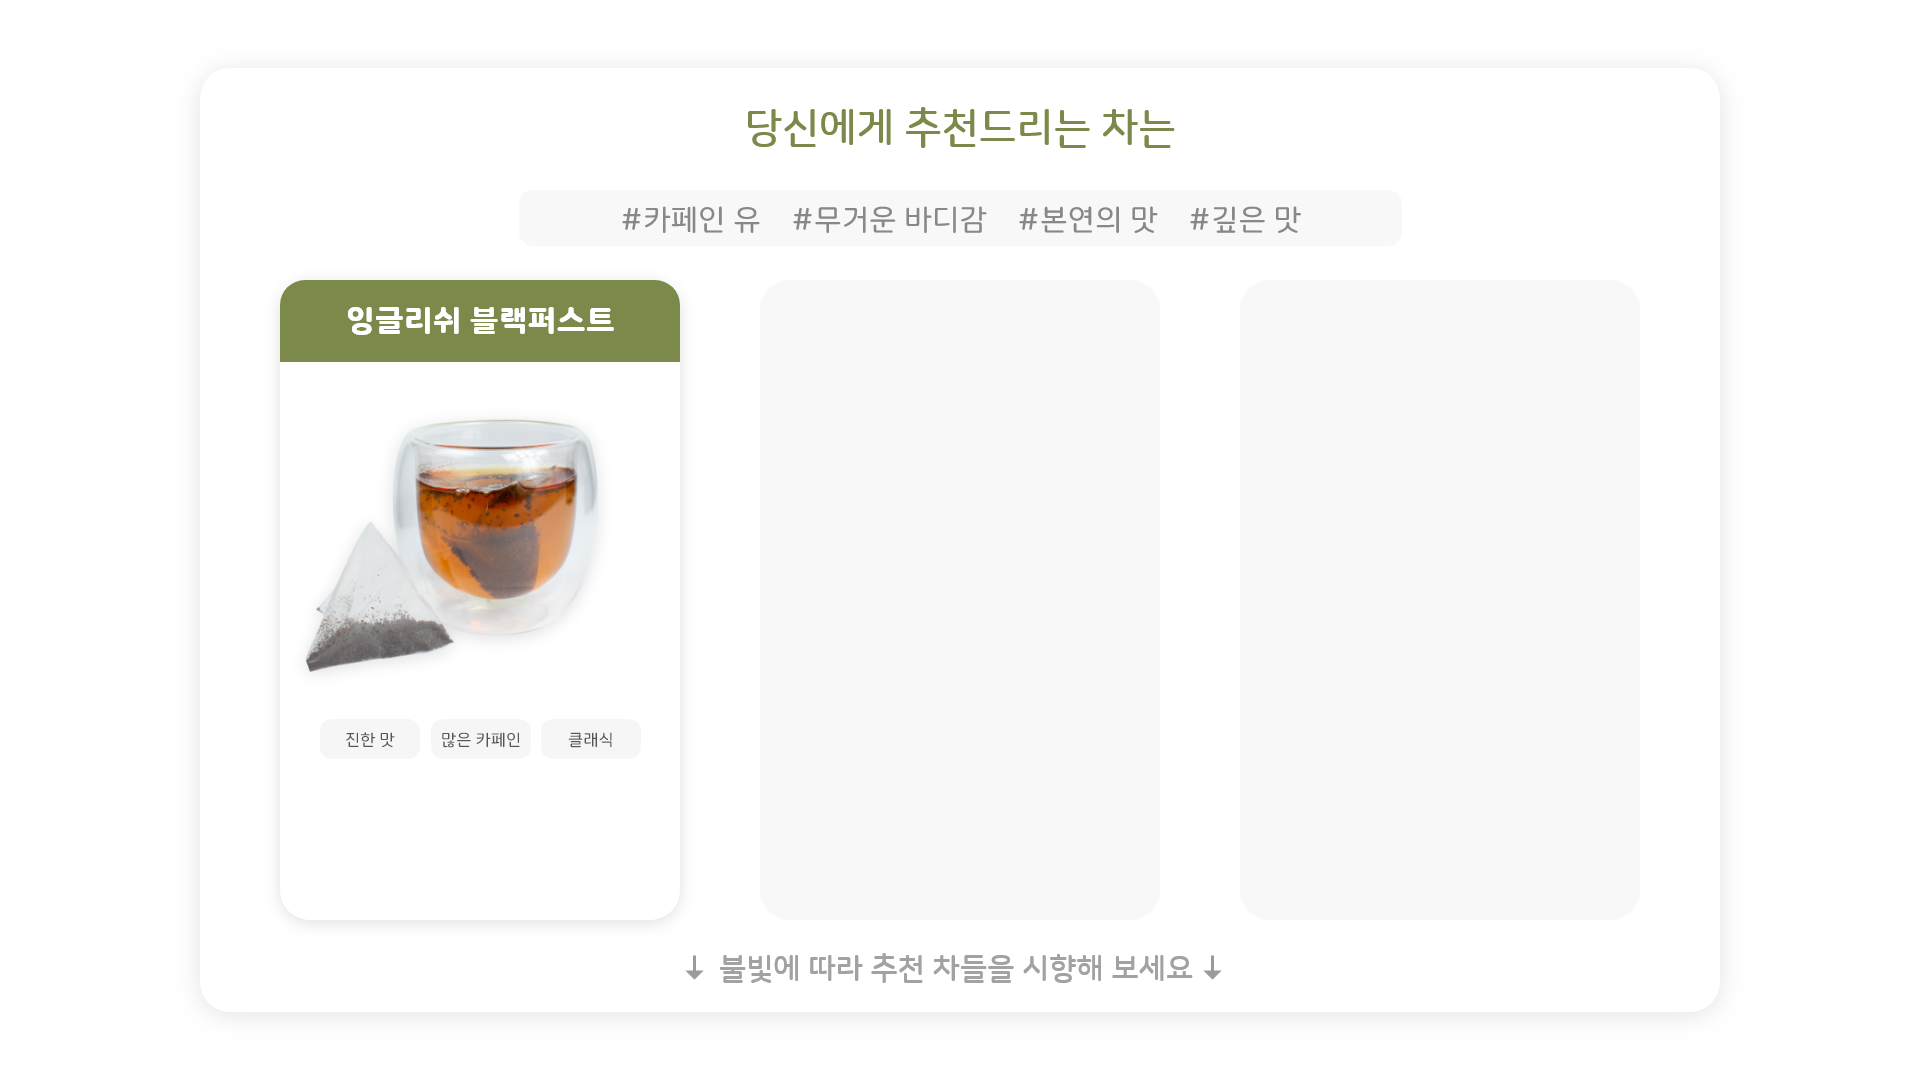 당신에게 추천드리는 차는
#카페인 유 #무거운 바디감 #본연의 맛 #깊은 맛
잉글리쉬 블랙퍼스트
진한 맛 많은 카페인 클래식
↓ 불빛에 따라 추천 차들을 시향해 보세요 ↓